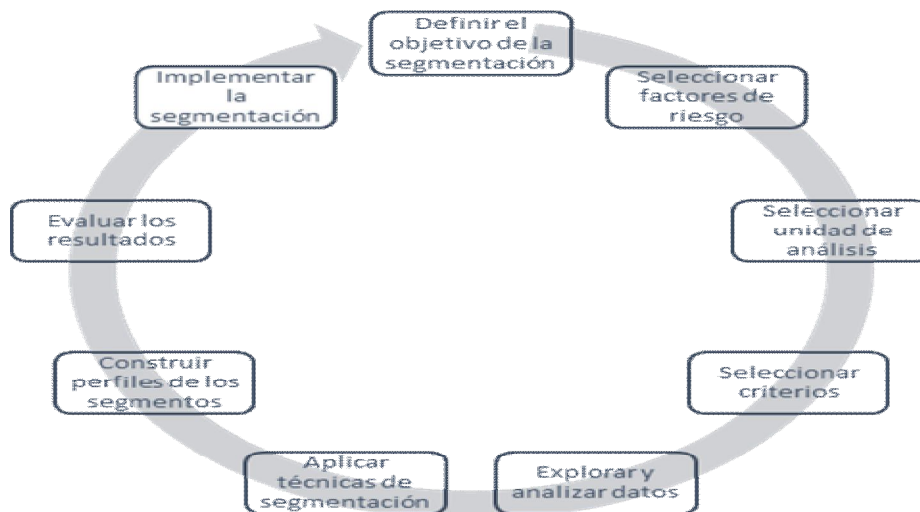 Definir el
objetivo de la
segmentación
Seleccionar
factores de
riesgo
Seleccionar
unidad de
análisis
Seleccionar
criterios
Explorar y
analizar datos
Aplicar
técnicas de
segmentación
Construir
perfiles de los
segmentos
Evaluar los
resultados
Implementar
la
segmentación